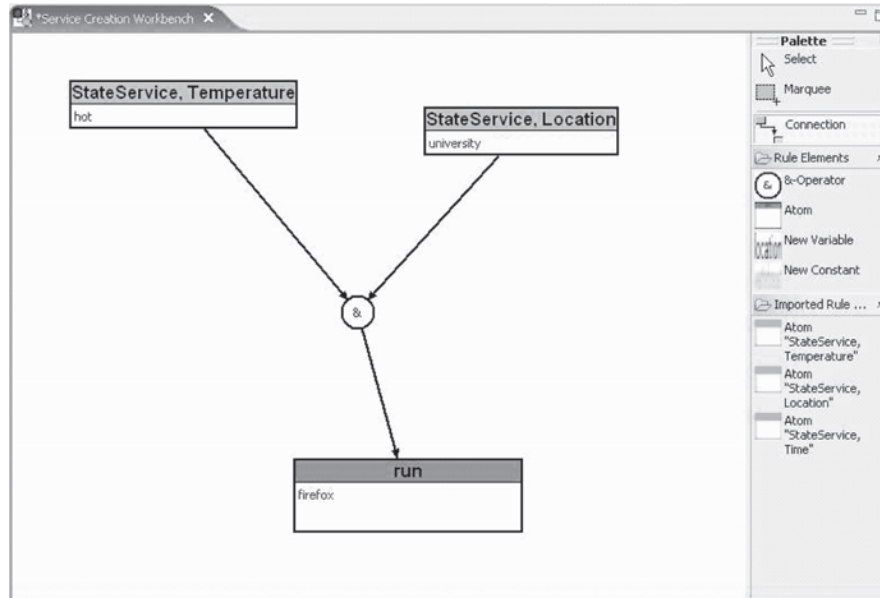 *Service Creation Workbench
StateService, Temperature
hot
StateService, Location
university
&
run
firefox
Palette
Select
Marquee
Connection
Rule Elements
& &-Operator
Atom
location New Variable
New Constant
Imported Rule ...
Atom
"StateService,
Temperature"
Atom
"StateService,
Location"
Atom
"StateService,
Time"